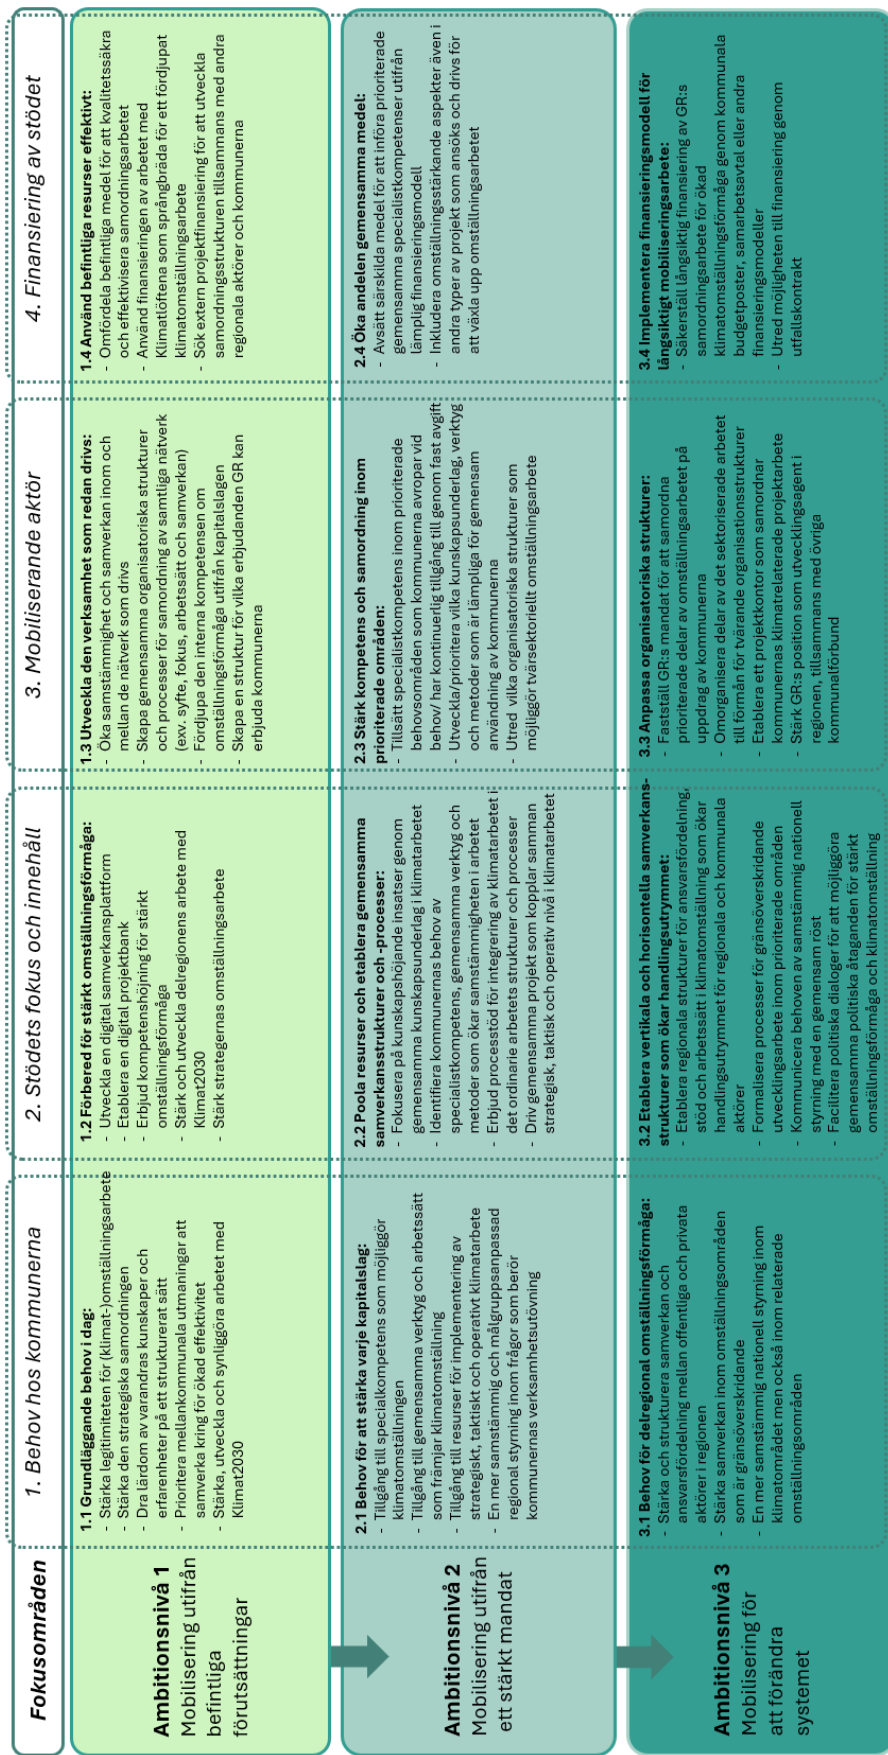 Fokusområden
1. Behov hos kommunerna
2. Stödets fokus och innehåll
3. Mobiliserande aktör
4. Finansiering av stödet
Ambitionsnivå 1
Mobilisering utifrån
befintliga
förutsättningar
1.1 Grundläggande behov i dag:
- Stärka legitimiteten för (klimat-)omställningsarbete
- Stärka den strategiska samordningen
- Dra lärdom av varandras kunskaper och
erfarenheter på ett strukturerat sätt
- Prioritera mellankommunala utmaningar att
samverka kring för ökad effektivitet
- Stärka, utveckla och synliggöra arbetet med
Klimat2030
1.2 Förbered för stärkt omställningsförmåga:
- Utveckla en digital samverkansplattform
- Etablera en digital projektbank
- Erbjud kompetenshöjning för stärkt
omställningsförmåga
- Stärk och utveckla delregionens arbete med
Klimat2030
- Stärk strategernas omställningsarbete
1.3 Utveckla den verksamhet som redan drivs:
- Öka samstämmighet och samverkan inom och
mellan de nätverk som drivs
- Skapa gemensamma organisatoriska strukturer
och processer för samordning av samtliga nätverk
(exv. syfte, fokus, arbetssätt och samverkan)
- Fördjupa den interna kompetensen om
omställningsförmåga utifrån kapitalslagen
- Skapa en struktur för vilka erbjudanden GR kan
erbjuda kommunerna
1.4 Använd befintliga resurser effektivt:
- Omfördela befintliga medel för att kvalitetssäkra
och effektivisera samordningsarbetet
- Använd finansieringen av arbetet med
Klimatlöftena som språngbräda för ett fördjupat
klimatomställningsarbete
- Sök extern projektfinansiering för att utveckla
samordningsstrukturen tillsammans med andra
regionala aktörer och kommunerna
Ambitionsnivå 2
Mobilisering utifrån
ett stärkt mandat
2.1 Behov för att stärka varje kapitalslag:
- Tillgång till specialkompetens som möjliggör
klimatomställningen
- Tillgång till gemensamma verktyg och arbetssätt
som främjar klimatomställning
- Tillgång till resurser för implementering av
strategiskt, taktiskt och operativt klimatarbete
- En mer samstämmig och målgruppsanpassad
regional styrning inom frågor som berör
kommunernas verksamhetsutövning
2.2 Poola resurser och etablera gemensamma
samverkansstrukturer och -processer:
- Fokusera på kunskapshöjande insatser genom
gemensamma kunskapsunderlag i klimatarbetet
- Identifiera kommunernas behov av
specialistkompetens, gemensamma verktyg och
metoder som ökar samstämmigheten i arbetet
- Erbjud processtöd för integrering av klimatarbetet i
det ordinarie arbetets strukturer och processer
- Driv gemensamma projekt som kopplar samman
strategisk, taktisk och operativ nivå i klimatarbetet
2.3 Stärk kompetens och samordning inom
prioriterade områden:
- Tillsätt specialistkompetens inom prioriterade
behovsområden som kommunerna avropar vid
behov/ har kontinuerlig tillgång till genom fast avgift
- Utveckla/prioritera vilka kunskapsunderlag, verktyg
och metoder som är lämpliga för gemensam
användning av kommunerna
- Utred vilka organisatoriska strukturer som
möjliggör tvärsektoriellt omställningsarbete
2.4 Öka andelen gemensamma medel:
- Avsätt särskilda medel för att införa prioriterade
gemensamma specialistkompetenser utifrån
lämplig finansieringsmodell
- Inkludera omställningsstärkande aspekter även i
andra typer av projekt som ansöks och drivs för
att växla upp omställningsarbetet
Ambitionsnivå 3
Mobilisering för
att förändra
systemet
3.1 Behov för delregional omställningsförmåga:
- Stärka och strukturera samverkan och
ansvarsfördelning mellan offentliga och privata
aktörer i regionen
- Stärka samverkan inom omställningsområden
som är gränsöverskridande
- En mer samstämmig nationell styrning inom
klimatområdet men också inom relaterade
omställningsområden
3.2 Etablera vertikala och horisontella samverkans-
strukturer som ökar handlingsutrymmet:
- Etablera regionala strukturer för ansvarsfördelning,
stöd och arbetssätt i klimatomställning som ökar
handlingsutrymmet för regionala och kommunala
aktörer
- Formalisera processer för gränsöverskridande
utvecklingsarbete inom prioriterade områden
- Kommunicera behoven av samstämmig nationell
styrning med en gemensam röst
- Facilitera politiska dialoger för att möjliggöra
gemensamma politiska åtaganden för stärkt
omställningsförmåga och klimatomställning
3.3 Anpassa organisatoriska strukturer:
- Fastställ GR:s mandat för att samordna
prioriterade delar av omställningsarbetet på
uppdrag av kommunerna
- Omorganisera delar av det sektoriserade arbetet
till förmån för tvärande organisationsstrukturer
- Etablera ett projektkontor som samordnar
kommunernas klimatrelaterade projektarbete
- Stärk GR:s position som utvecklingsagent i
regionen, tillsammans med övriga
kommunalförbund
3.4 Implementera finansieringsmodell för
långsiktigt mobiliseringsarbete:
- Säkerställ långsiktig finansiering av GR:s
samordningsarbete för ökad
klimatomställningsförmåga genom kommunala
budgetposter, samarbetsavtal eller andra
finansieringsmodeller
- Utred möjligheten till finansiering genom
utfallskontrakt